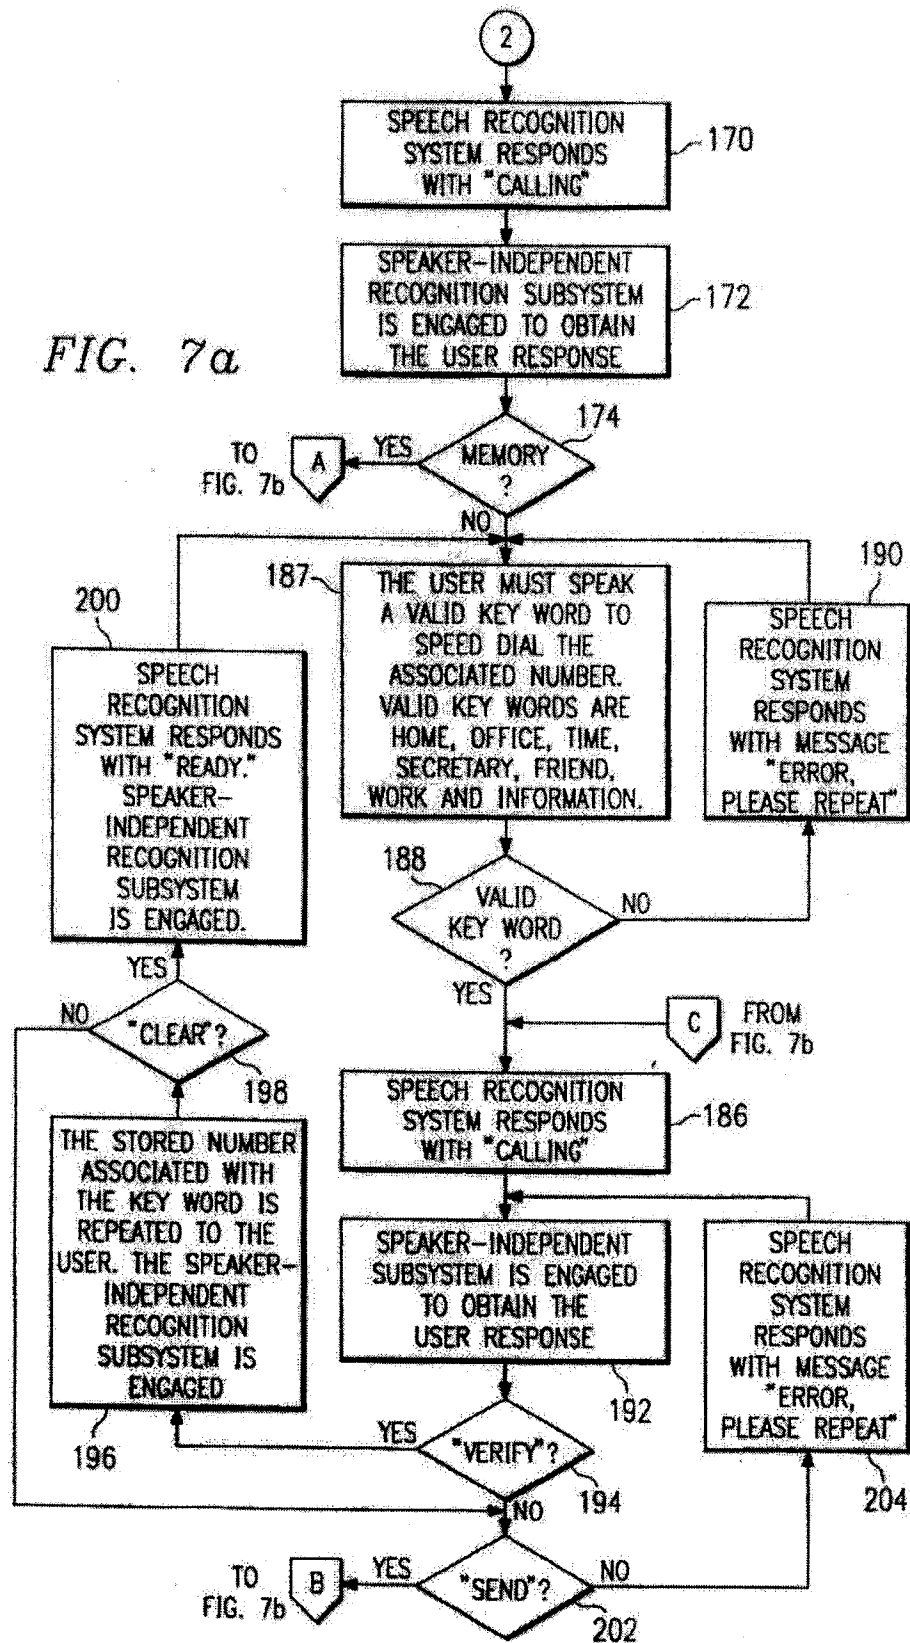 2
SPEECH RECOGNITION
SYSTEM RESPONDS
WITH "CALLING"
170
SPEAKER-INDEPENDENT
RECOGNITION SUBSYSTEM
IS ENGAGED TO OBTAIN
THE USER RESPONSE
172
FIG. 7a
174
TO
FIG. 7b
A
YES
MEMORY
?
NO
187
THE USER MUST SPEAK
A VALID KEY WORD TO
SPEED DIAL THE
ASSOCIATED NUMBER.
VALID KEY WORDS ARE
HOME, OFFICE, TIME,
SECRETARY, FRIEND,
WORK AND INFORMATION.
190
SPEECH
RECOGNITION
SYSTEM
RESPONDS
WITH MESSAGE
"ERROR,
PLEASE REPEAT"
200
SPEECH
RECOGNITION
SYSTEM RESPONDS
WITH "READY."
SPEAKER-
INDEPENDENT
RECOGNITION
SUBSYSTEM
IS ENGAGED.
188
VALID
KEY WORD
?
NO
YES
YES
NO
"CLEAR"?
198
C
FROM
FIG. 7b
SPEECH RECOGNITION
SYSTEM RESPONDS
WITH "CALLING"
186
THE STORED NUMBER
ASSOCIATED WITH
THE KEY WORD IS
REPEATED TO THE
USER. THE SPEAKER-
INDEPENDENT
RECOGNITION
SUBSYSTEM IS
ENGAGED
196
SPEAKER-INDEPENDENT
SUBSYSTEM IS ENGAGED
TO OBTAIN THE
USER RESPONSE
192
SPEECH
RECOGNITION
SYSTEM
RESPONDS
WITH MESSAGE
"ERROR,
PLEASE REPEAT"
204
YES
"VERIFY"?
194
NO
TO
FIG. 7b
B
YES
"SEND"?
NO
202